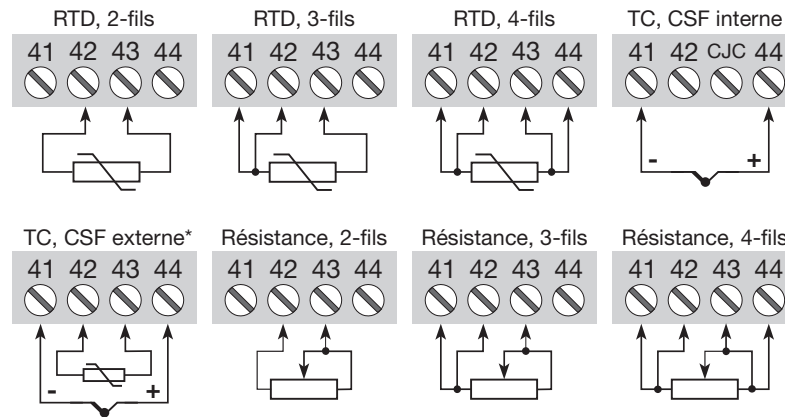 RTD, 2-fils
41 42 43 44
RTD, 3-fils
41 42 43 44
RTD, 4-fils
41 42 43 44
TC, CSF interne
41 42 CJC 44
- +
TC, CSF externe*
41 42 43 44
- +
Résistance, 2-fils
41 42 43 44
Résistance, 3-fils
41 42 43 44
Résistance, 4-fils
41 42 43 44